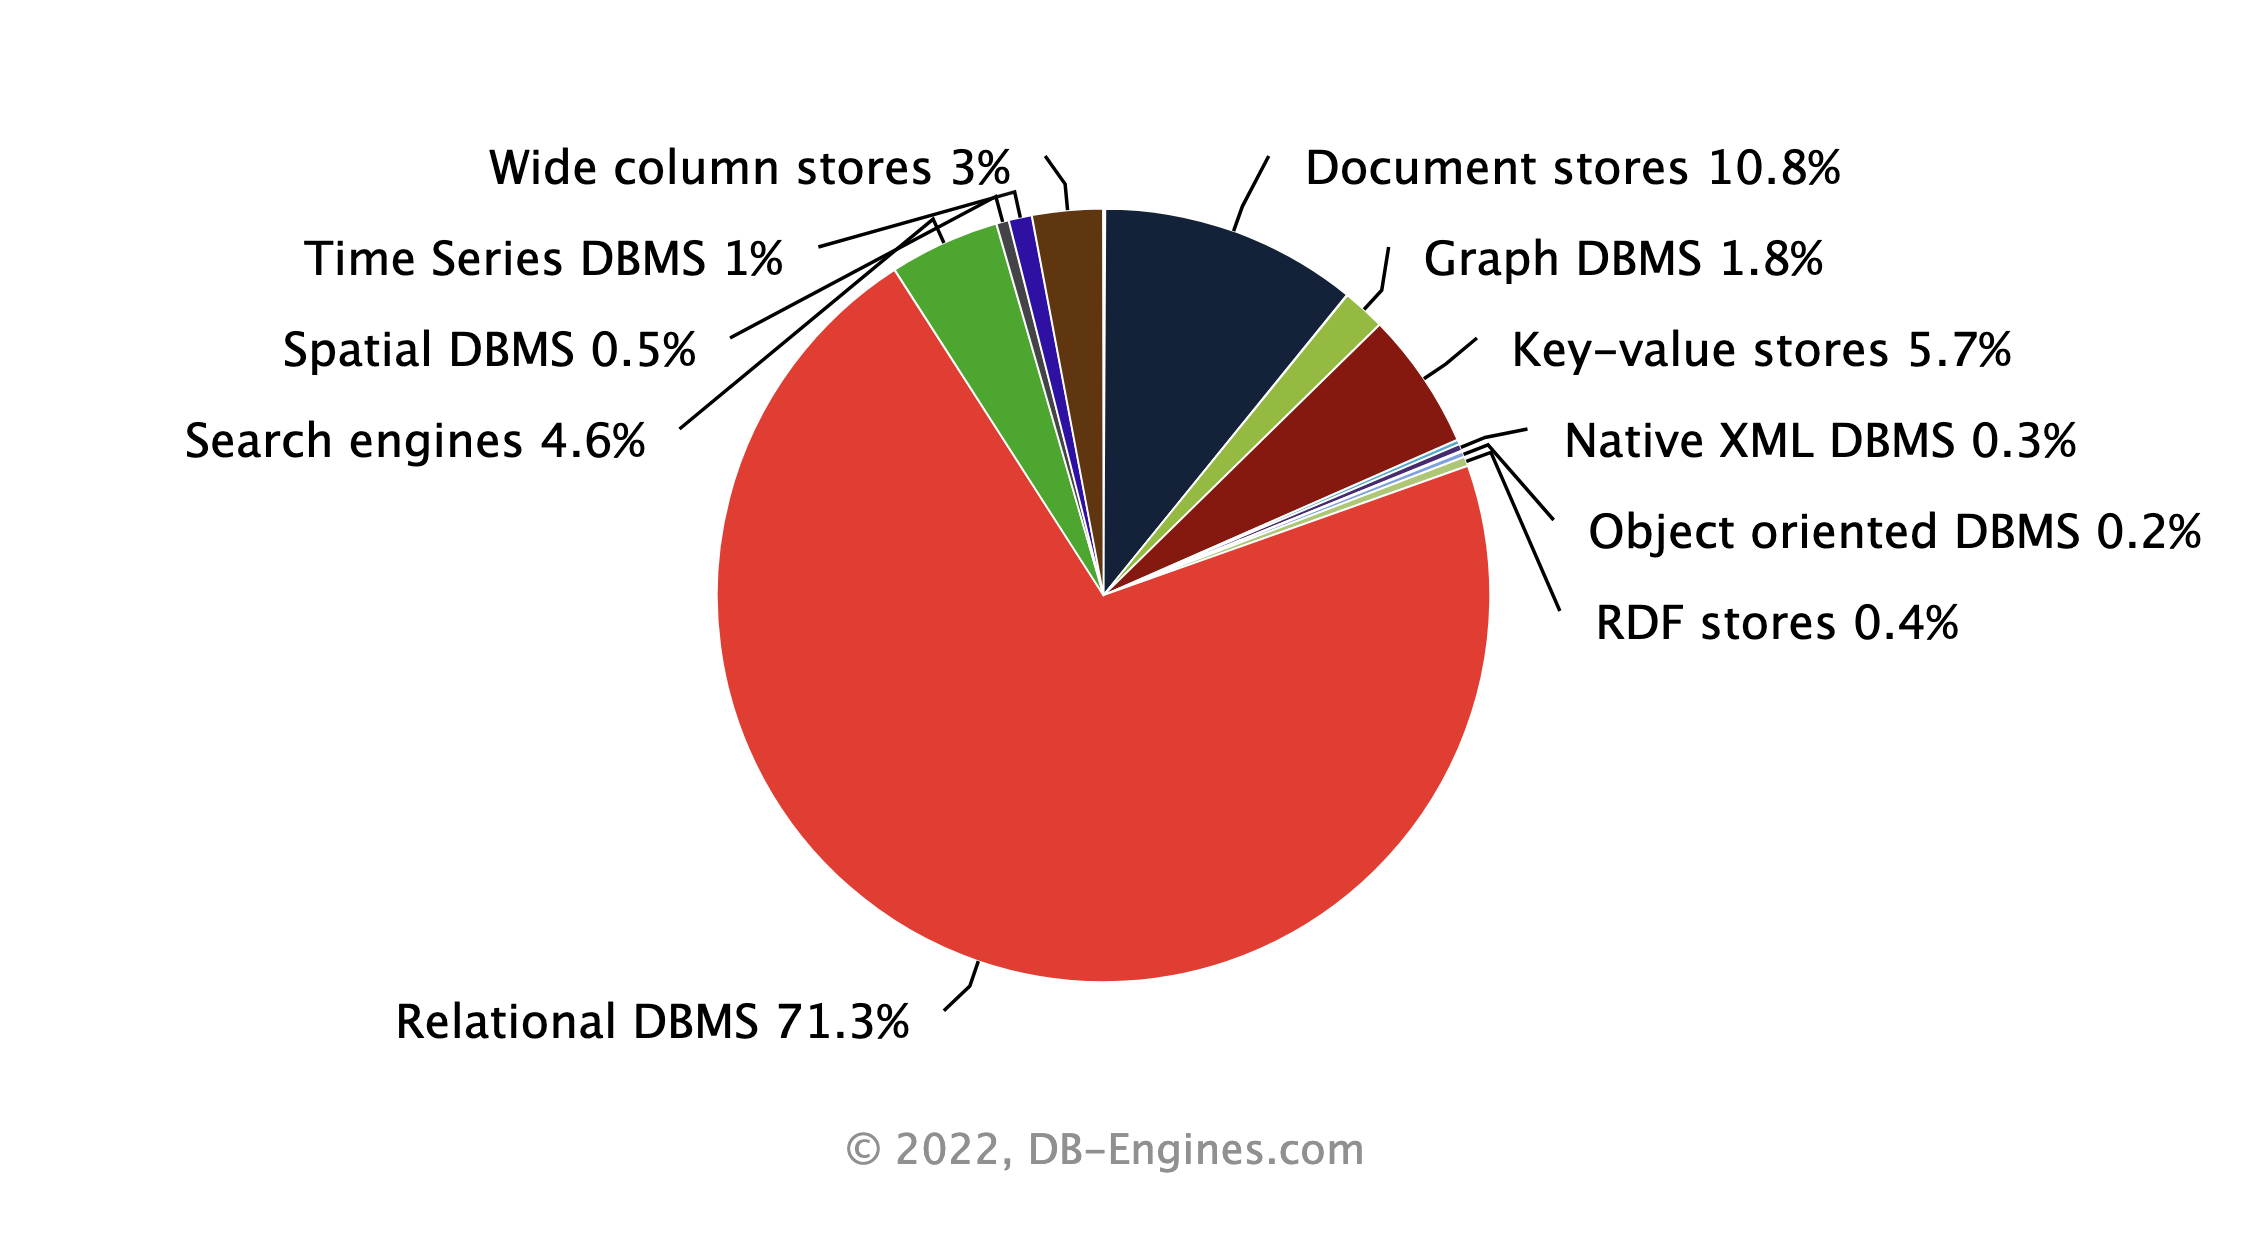 Wide column stores 3%
Document stores 10.8%
Time Series DBMS 1%
Graph DBMS 1.8%
Spatial DBMS 0.5%
Key-value stores 5.7%
Search engines 4.6%
Native XML DBMS 0.3%
Object oriented DBMS 0.2%
RDF stores 0.4%
Relational DBMS 71.3%
© 2022, DB-Engines.com